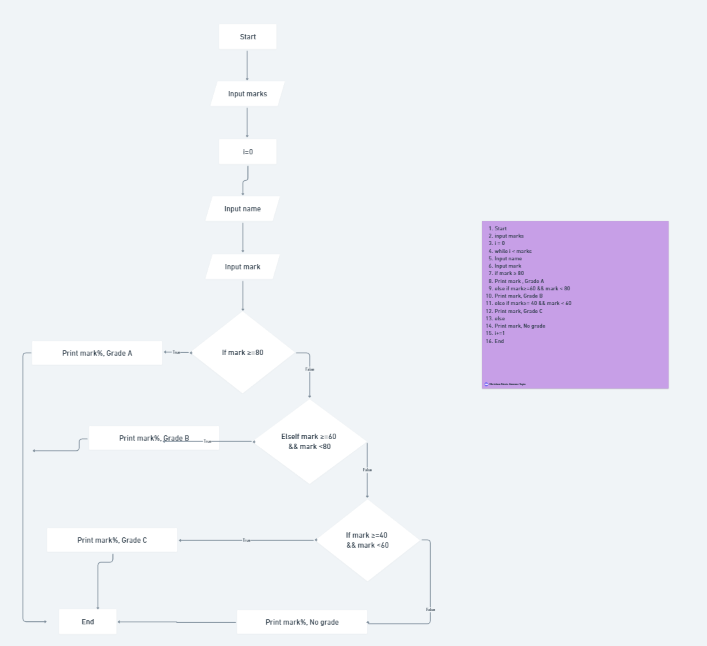 Start
Input marks
i=0
Input name
Input mark
If mark ≥=80
True
Print mark%, Grade A
False
ElseIf mark ≥=60
&& mark <80
True
Print mark%, Grade B
False
If mark ≥=40
&& mark <60
True
Print mark%, Grade C
False
End
Print mark%, No grade
1. Start
2. input marks
3. i = 0
4. while i < marks
5. Input name
6. Input mark
7. if mark ≥ 80
8. Print mark , Grade A
9. else if mark>=60 && mark < 80
10. Print mark, Grade B
11. else if mark>= 40 && mark < 60
12. Print mark, Grade C
13. else
14. Print mark, No grade
15. i+=1
16. End